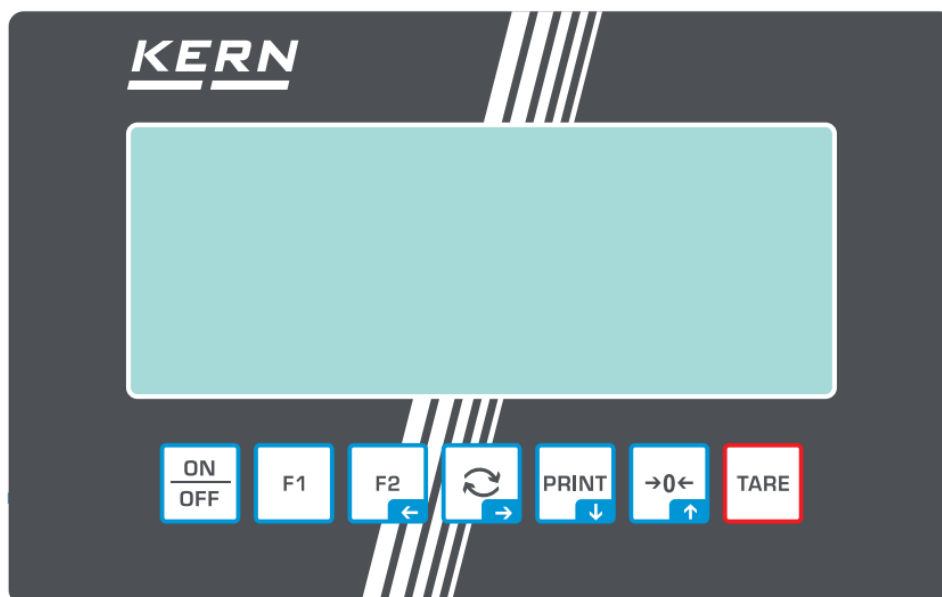 KERN
ON
OFF
F1
F2
←
→
PRINT
↓
→0←
↑
TARE